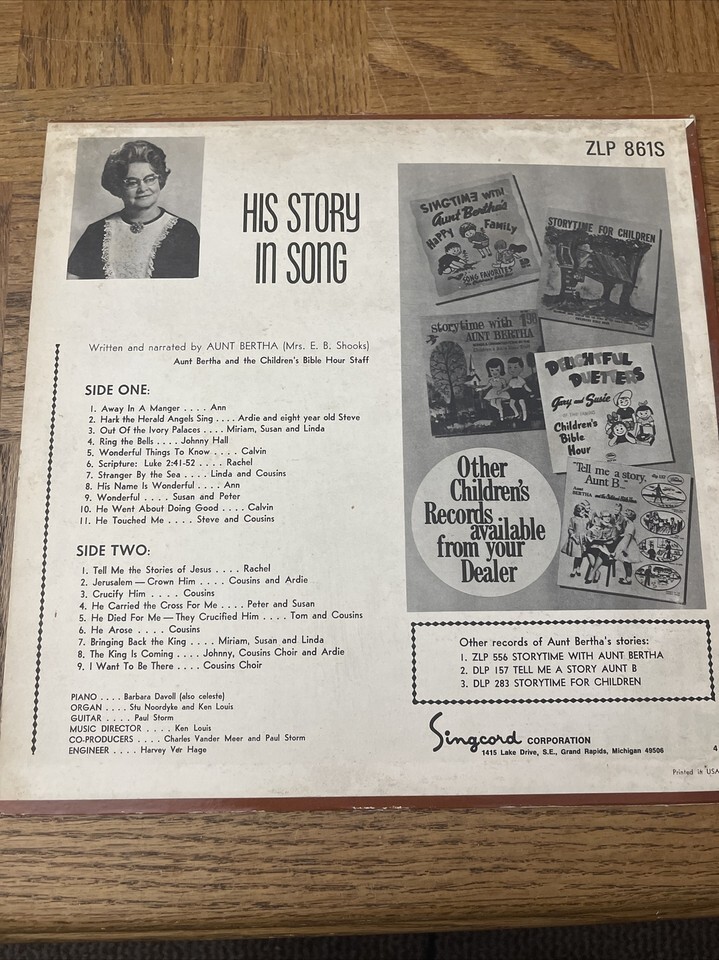 ZLP 861S
HIS STORY
IN SONG
Written and narrated by AUNT BERTHA (Mrs. E. B. Shooks)
Aunt Bertha and the Children's Bible Hour Staff
SIDE ONE:
1. Away In A Manger . . . . Ann
2. Hark the Herald Angels Sing . . . . Ardie and eight year old Steve
3. Out Of the Ivory Palaces . . . . Miriam, Susan and Linda
4. Ring the Bells . . . . Johnny Hall
5. Wonderful Things to Know . . . . Calvin
6. Scripture: Luke 2:41-52 . . . . Rachel
7. Stranger By the Sea . . . . Linda and Cousins
8. His Name Is Wonderful . . . . Ann
9. Wonderful . . . . Susan and Peter
10. He Went About Doing Good . . . . Calvin
11. He Touched Me . . . . Steve and Cousins
SIDE TWO:
1. Tell Me the Stories of Jesus . . . . Rachel
2. Jerusalem — Crown Him . . . . Cousins and Ardie
3. Crucify Him . . . . Cousins
4. He Carried the Cross For Me . . . . Peter and Susan
5. He Died For Me — They Crucified Him . . . . Tom and Cousins
6. He Arose . . . . Cousins
7. Bringing Back the King . . . . Miriam, Susan and Linda
8. The King Is Coming . . . . Johnny, Cousins Choir and Ardie
9. I Want To Be There . . . . Cousins Choir
PIANO . . . . Barbara Davoll (also celeste)
ORGAN . . . . Stu Noordyke and Ken Louis
GUITAR . . . . Paul Storm
MUSIC DIRECTOR . . . . Ken Louis
CO-PRODUCERS . . . . Charles Vander Meer and Paul Storm
ENGINEER . . . . Harvey Ver Hage
SINGTIME WITH
Aunt Bertha's
Happy Family
SONG FAVORITES
STORYTIME FOR CHILDREN
storytime with
AUNT BERTHA
DELIGHTFUL
DUETTERS
Gary and Susie
Children's
Bible
Hour
"Tell me a story,
Aunt B..."
Other
Children's
Records
available
from your
Dealer
Other records of Aunt Bertha's stories:
1. ZLP 556 STORYTIME WITH AUNT BERTHA
2. DLP 157 TELL ME A STORY AUNT B
3. DLP 283 STORYTIME FOR CHILDREN
Singcord CORPORATION
1415 Lake Drive, S.E., Grand Rapids, Michigan 49506
4
Printed in USA